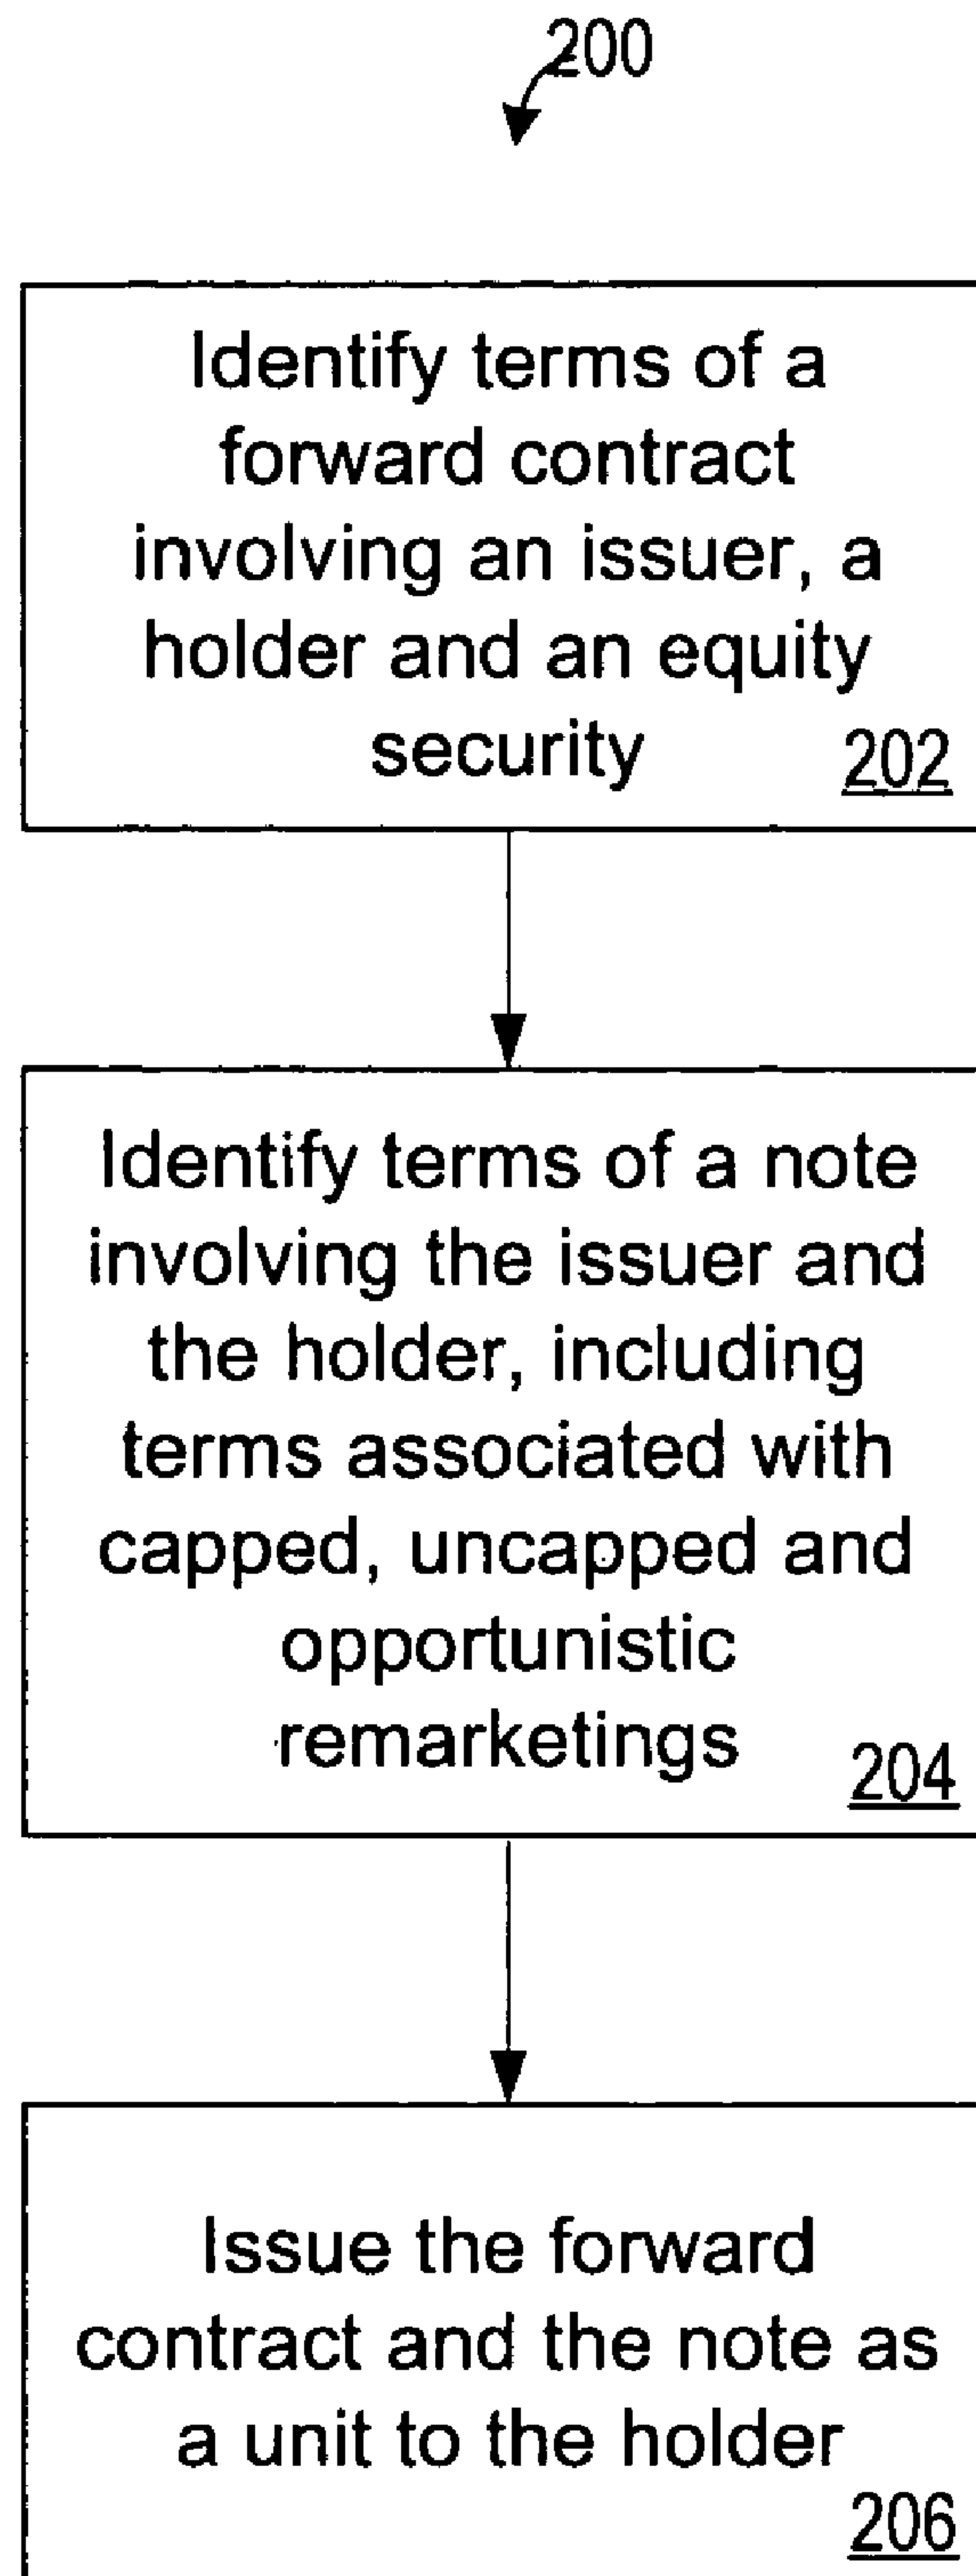 200
Identify terms of a
forward contract
involving an issuer, a
holder and an equity
security 202
Identify terms of a note
involving the issuer and
the holder, including
terms associated with
capped, uncapped and
opportunistic
remarketings 204
Issue the forward
contract and the note as
a unit to the holder
206